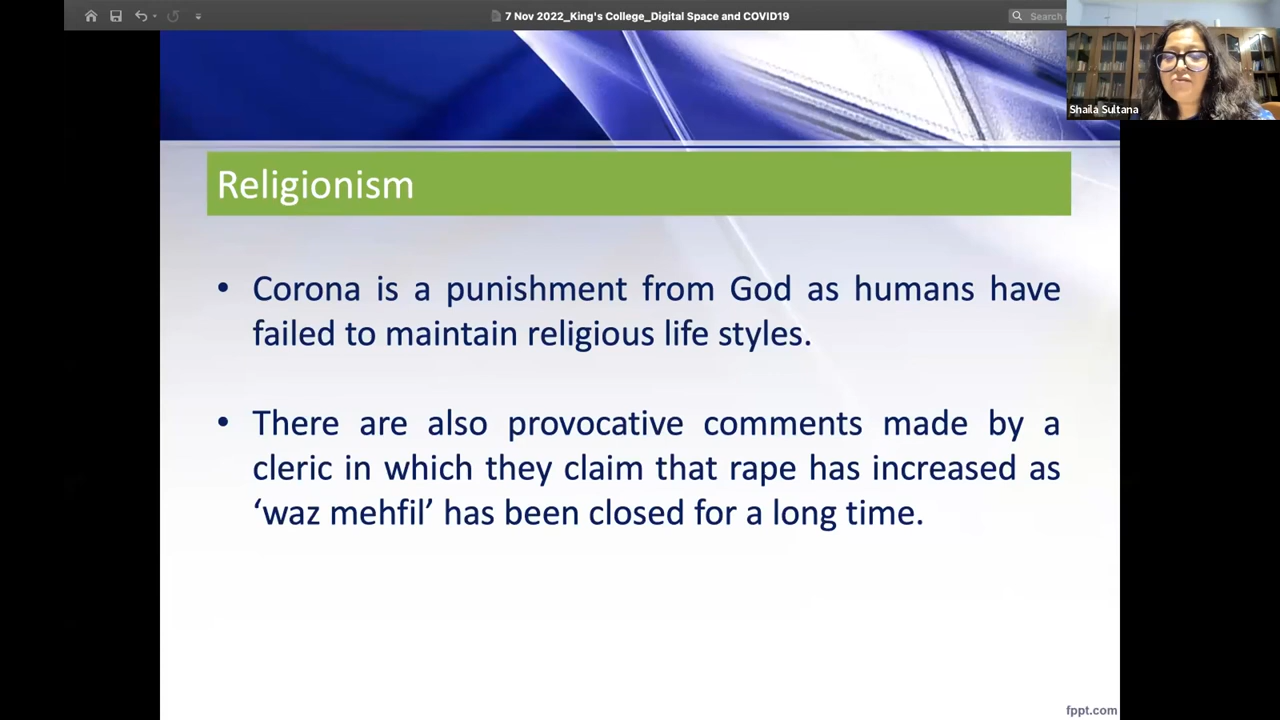 7 Nov 2022_King's College_Digital Space and COVID19
Search
Shaila Sultana
Religionism
• Corona is a punishment from God as humans have
failed to maintain religious life styles.
• There are also provocative comments made by a
cleric in which they claim that rape has increased as
‘waz mehfil’ has been closed for a long time.
fppt.com